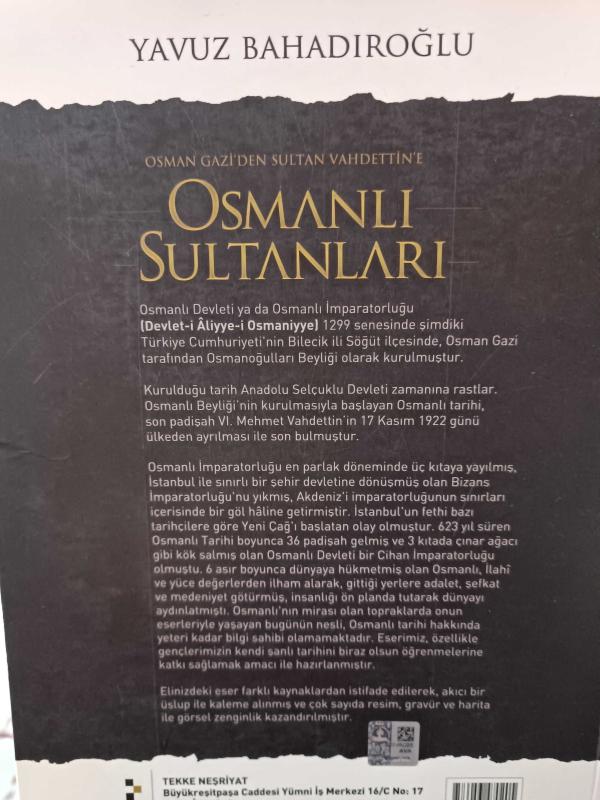 YAVUZ BAHADIROĞLU
OSMAN GAZİ'DEN SULTAN VAHDETTİN'E
OSMANLI
SULTANLARI
Osmanlı Devleti ya da Osmanlı İmparatorluğu
(Devlet-i Âliyye-i Osmaniyye) 1299 senesinde şimdiki
Türkiye Cumhuriyeti'nin Bilecik ili Söğüt ilçesinde, Osman Gazi
tarafından Osmanoğulları Beyliği olarak kurulmuştur.
Kurulduğu tarih Anadolu Selçuklu Devleti zamanına rastlar.
Osmanlı Beyliği'nin kurulmasıyla başlayan Osmanlı tarihi,
son padişah VI. Mehmet Vahdettin'in 17 Kasım 1922 günü
ülkeden ayrılması ile son bulmuştur.
Osmanlı İmparatorluğu en parlak döneminde üç kıtaya yayılmış,
İstanbul ile sınırlı bir şehir devletine dönüşmüş olan Bizans
İmparatorluğu'nu yıkmış, Akdeniz'i imparatorluğunun sınırları
içerisinde bir göl hâline getirmiştir. İstanbul'un fethi bazı
tarihçilere göre Yeni Çağ'ı başlatan olay olmuştur. 623 yıl süren
Osmanlı Tarihi boyunca 36 padişah gelmiş ve 3 kıtada çınar ağacı
gibi kök salmış olan Osmanlı Devleti bir Cihan İmparatorluğu
olmuştu. 6 asır boyunca dünyaya hükmetmiş olan Osmanlı, İlahî
ve yüce değerlerden ilham alarak, gittiği yerlere adalet, şefkat
ve medeniyet götürmüş, insanlığı ön planda tutarak dünyayı
aydınlatmıştı. Osmanlı'nın mirası olan topraklarda onun
eserleriyle yaşayan bugünün nesli, Osmanlı tarihi hakkında
yeteri kadar bilgi sahibi olamamaktadır. Eserimiz, özellikle
gençlerimizin kendi şanlı tarihini biraz olsun öğrenmelerine
katkı sağlamak amacı ile hazırlanmıştır.
Elinizdeki eser farklı kaynaklardan istifade edilerek, akıcı bir
üslup ile kaleme alınmış ve çok sayıda resim, gravür ve harita
ile görsel zenginlik kazandırılmıştır.
TEKKE NEŞRİYAT
Büyükreşitpaşa Caddesi Yümni İş Merkezi 16/C No: 17